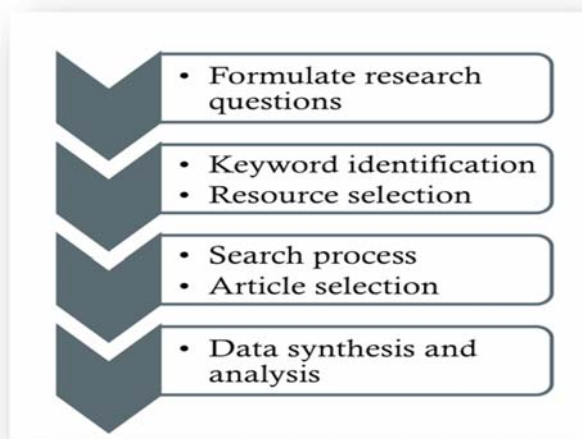 • Formulate research
questions
• Keyword identification
• Resource selection
• Search process
• Article selection
• Data synthesis and
analysis